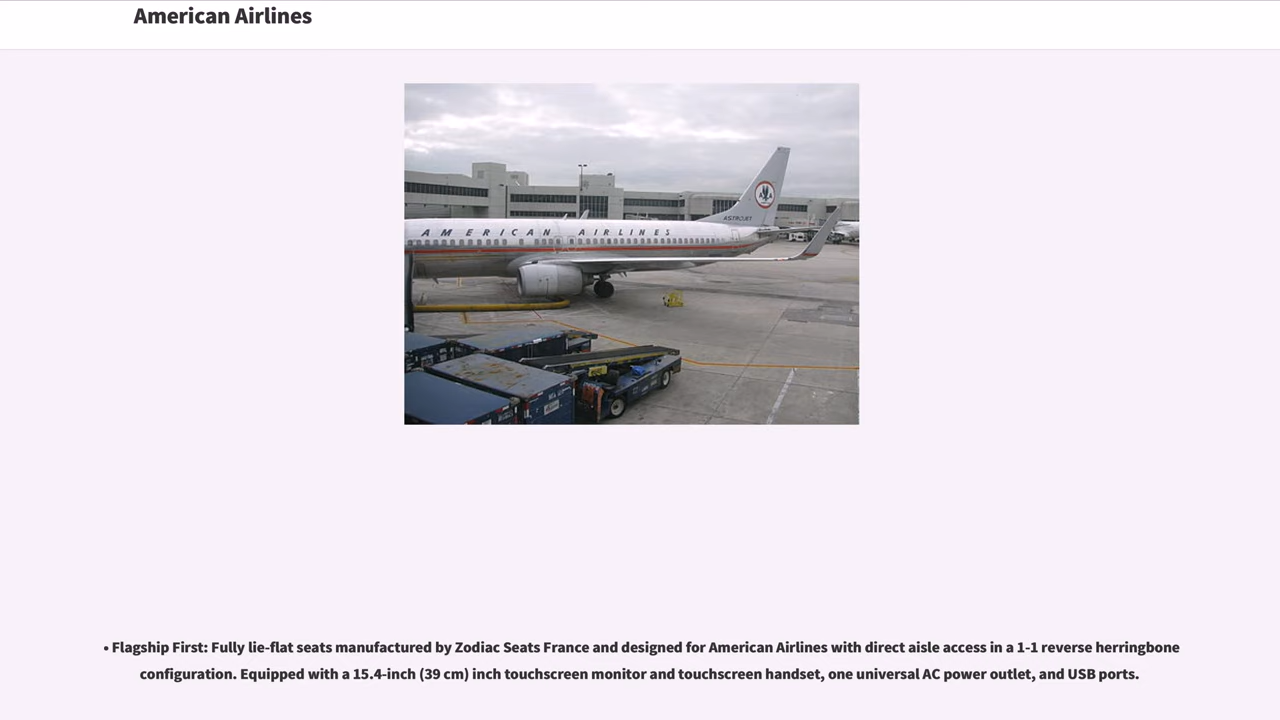 American Airlines
AMERICAN AIRLINES
ASTROJET
• Flagship First: Fully lie-flat seats manufactured by Zodiac Seats France and designed for American Airlines with direct aisle access in a 1-1 reverse herringbone
configuration. Equipped with a 15.4-inch (39 cm) inch touchscreen monitor and touchscreen handset, one universal AC power outlet, and USB ports.